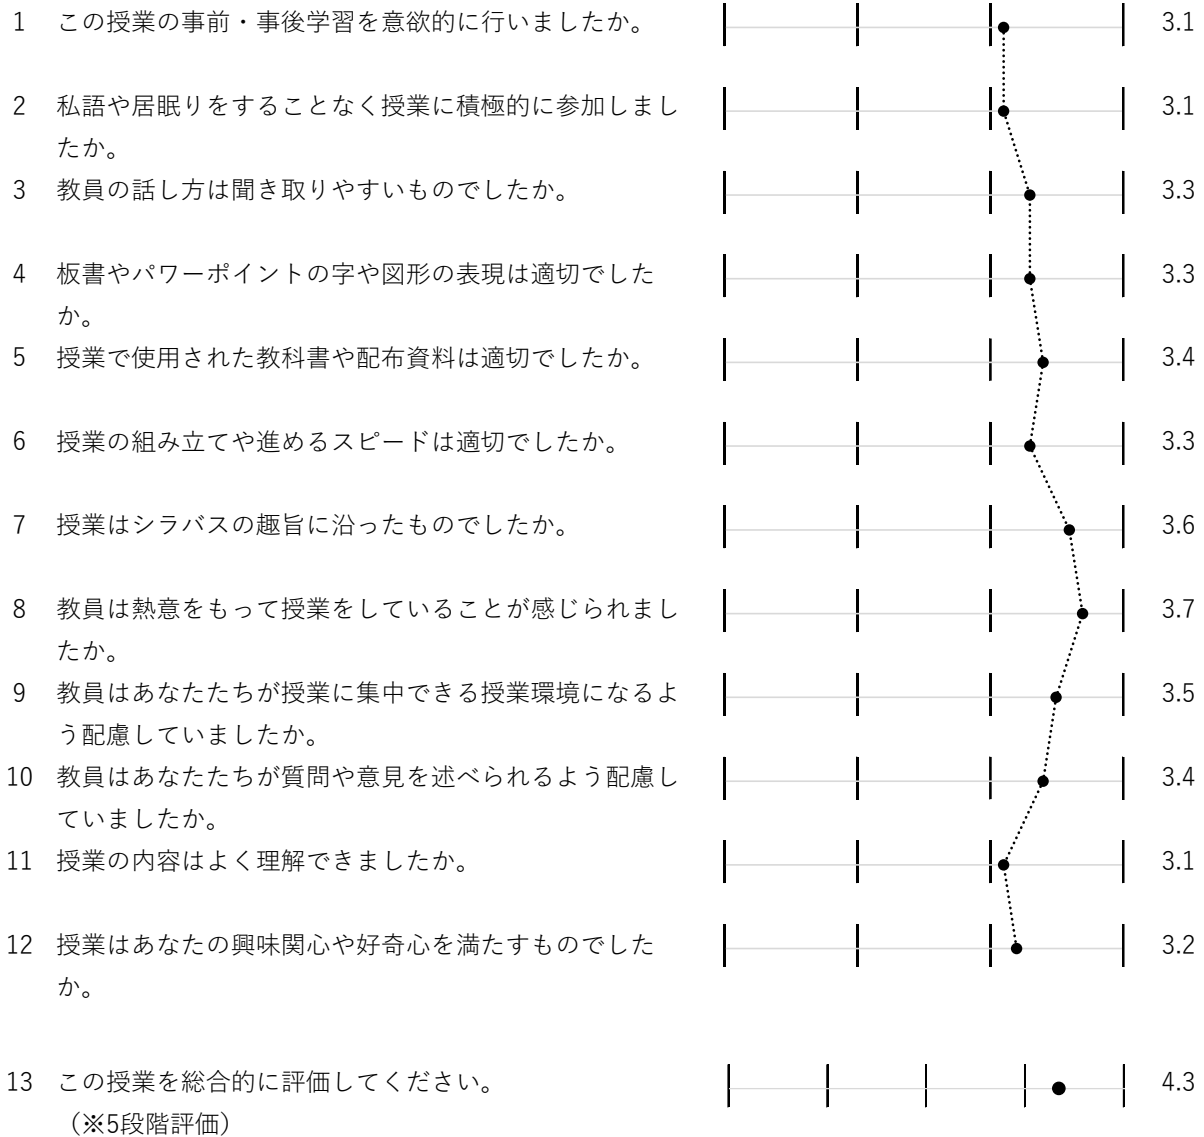 1 この授業の事前・事後学習を意欲的に行いましたか。 3.1
2 私語や居眠りをすることなく授業に積極的に参加しまし 3.1
たか。
3 教員の話し方は聞き取りやすいものでしたか。 3.3
4 板書やパワーポイントの字や図形の表現は適切でした 3.3
か。
5 授業で使用された教科書や配布資料は適切でしたか。 3.4
6 授業の組み立てや進めるスピードは適切でしたか。 3.3
7 授業はシラバスの趣旨に沿ったものでしたか。 3.6
8 教員は熱意をもって授業をしていることが感じられまし 3.7
たか。
9 教員はあなたたちが授業に集中できる授業環境になるよ 3.5
う配慮していましたか。
10 教員はあなたたちが質問や意見を述べられるよう配慮し 3.4
ていましたか。
11 授業の内容はよく理解できましたか。 3.1
12 授業はあなたの興味関心や好奇心を満たすものでした 3.2
か。
13 この授業を総合的に評価してください。 4.3
（※5段階評価）